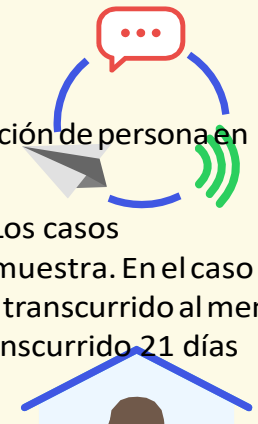 ción de persona en
Los casos
muestra. En el caso
transcurrido al mer
nscurrido 21 días